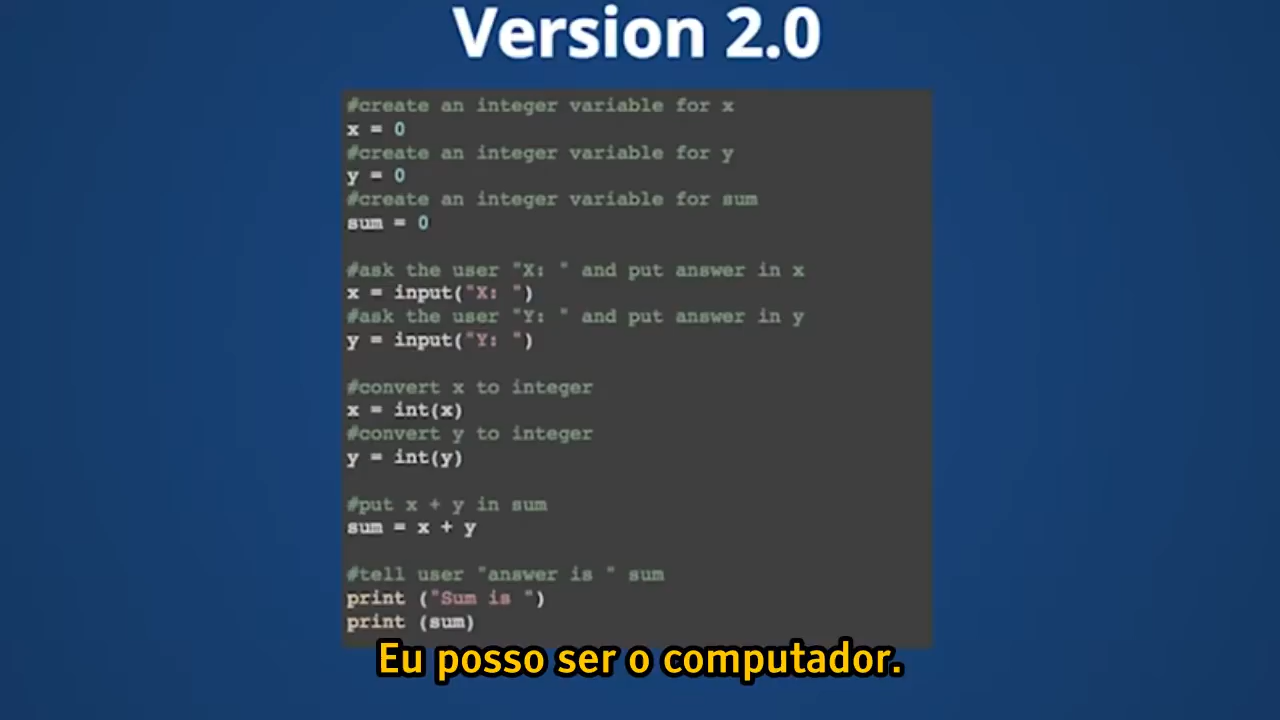 Version 2.0
#create an integer variable for x
x = 0
#create an integer variable for y
y = 0
#create an integer variable for sum
sum = 0
#ask the user "X: " and put answer in x
x = input("X: ")
#ask the user "Y: " and put answer in y
y = input("Y: ")
#convert x to integer
x = int(x)
#convert y to integer
y = int(y)
#put x + y in sum
sum = x + y
#tell user "answer is " sum
print ("Sum is ")
print (sum)
Eu posso ser o computador.